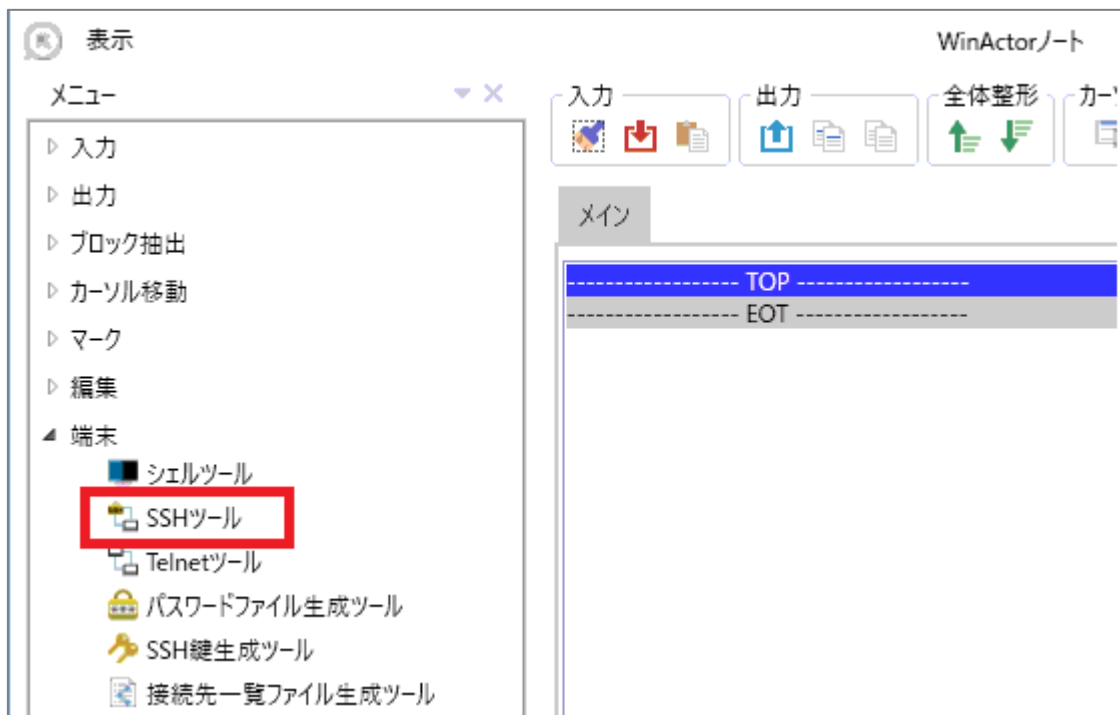 表示
WinActorノート
メニュー
入力
出力
ブロック抽出
カーソル移動
マーク
編集
端末
シェルツール
SSHツール
Telnetツール
パスワードファイル生成ツール
SSH鍵生成ツール
接続先一覧ファイル生成ツール
入力
出力
全体整形
カー
メイン
------------------ TOP ------------------
------------------ EOT ------------------